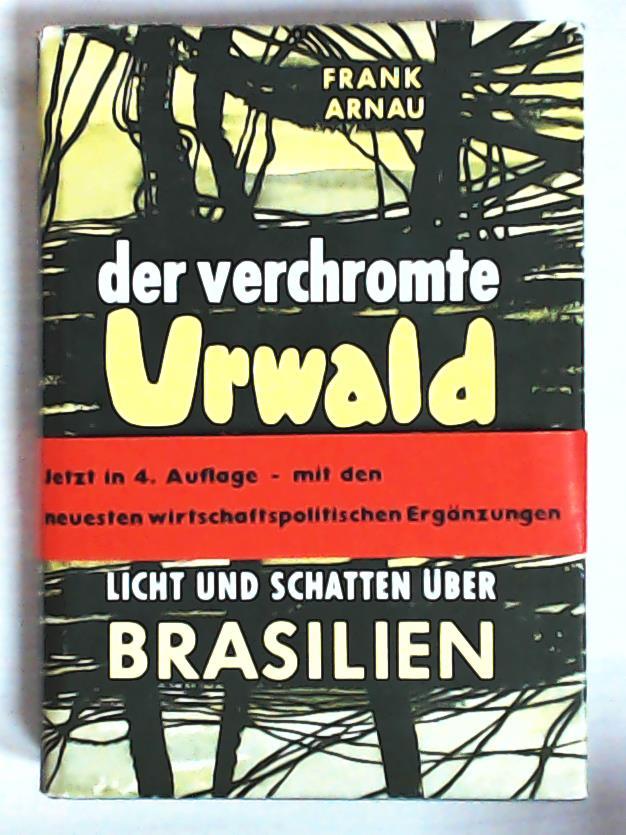 FRANK
ARNAU
der verchromte
Urwald
Jetzt in 4. Auflage - mit den
neuesten wirtschaftspolitischen Ergänzungen
LICHT UND SCHATTEN ÜBER
BRASILIEN